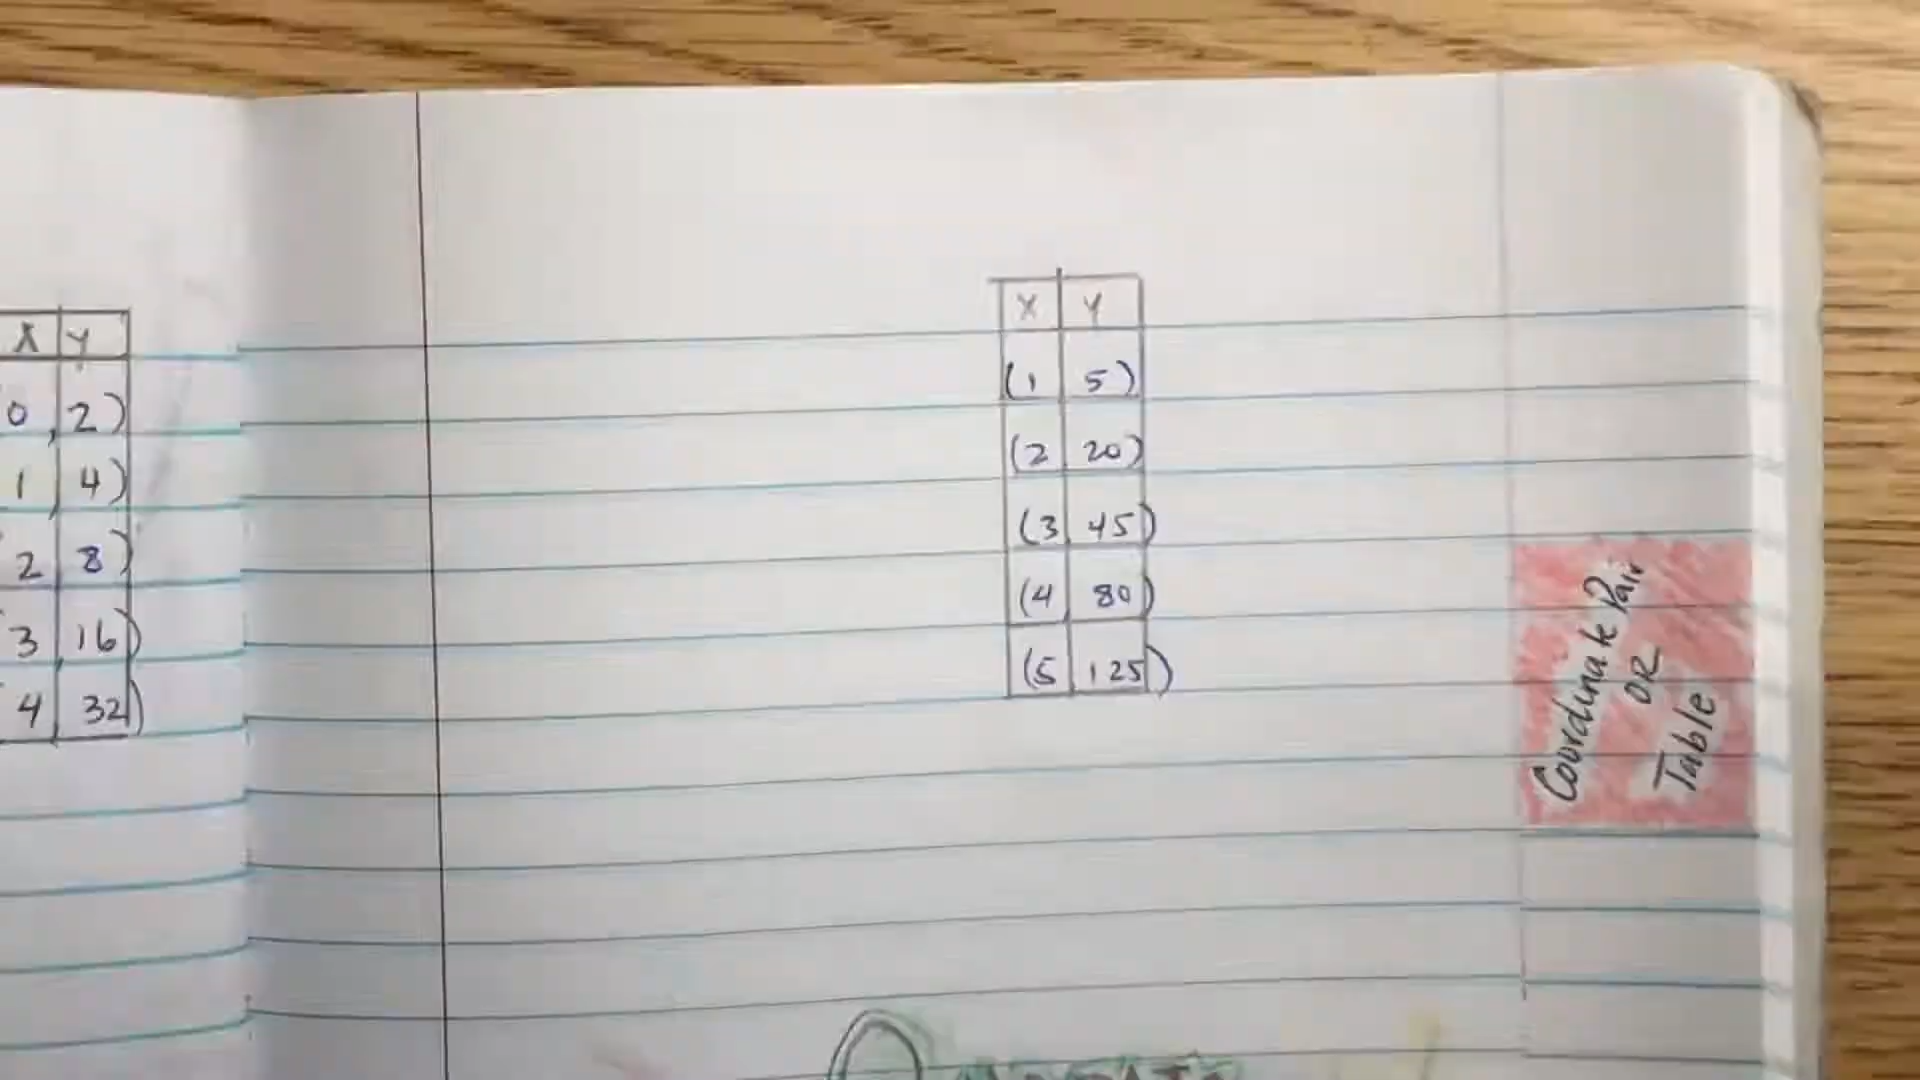 X Y
0, 2)
1, 4)
2, 8)
3, 16)
4, 32)
X Y
(1 5)
(2 20)
(3 45)
(4 80)
(5 125)
Coordinate Pair
OR
Table